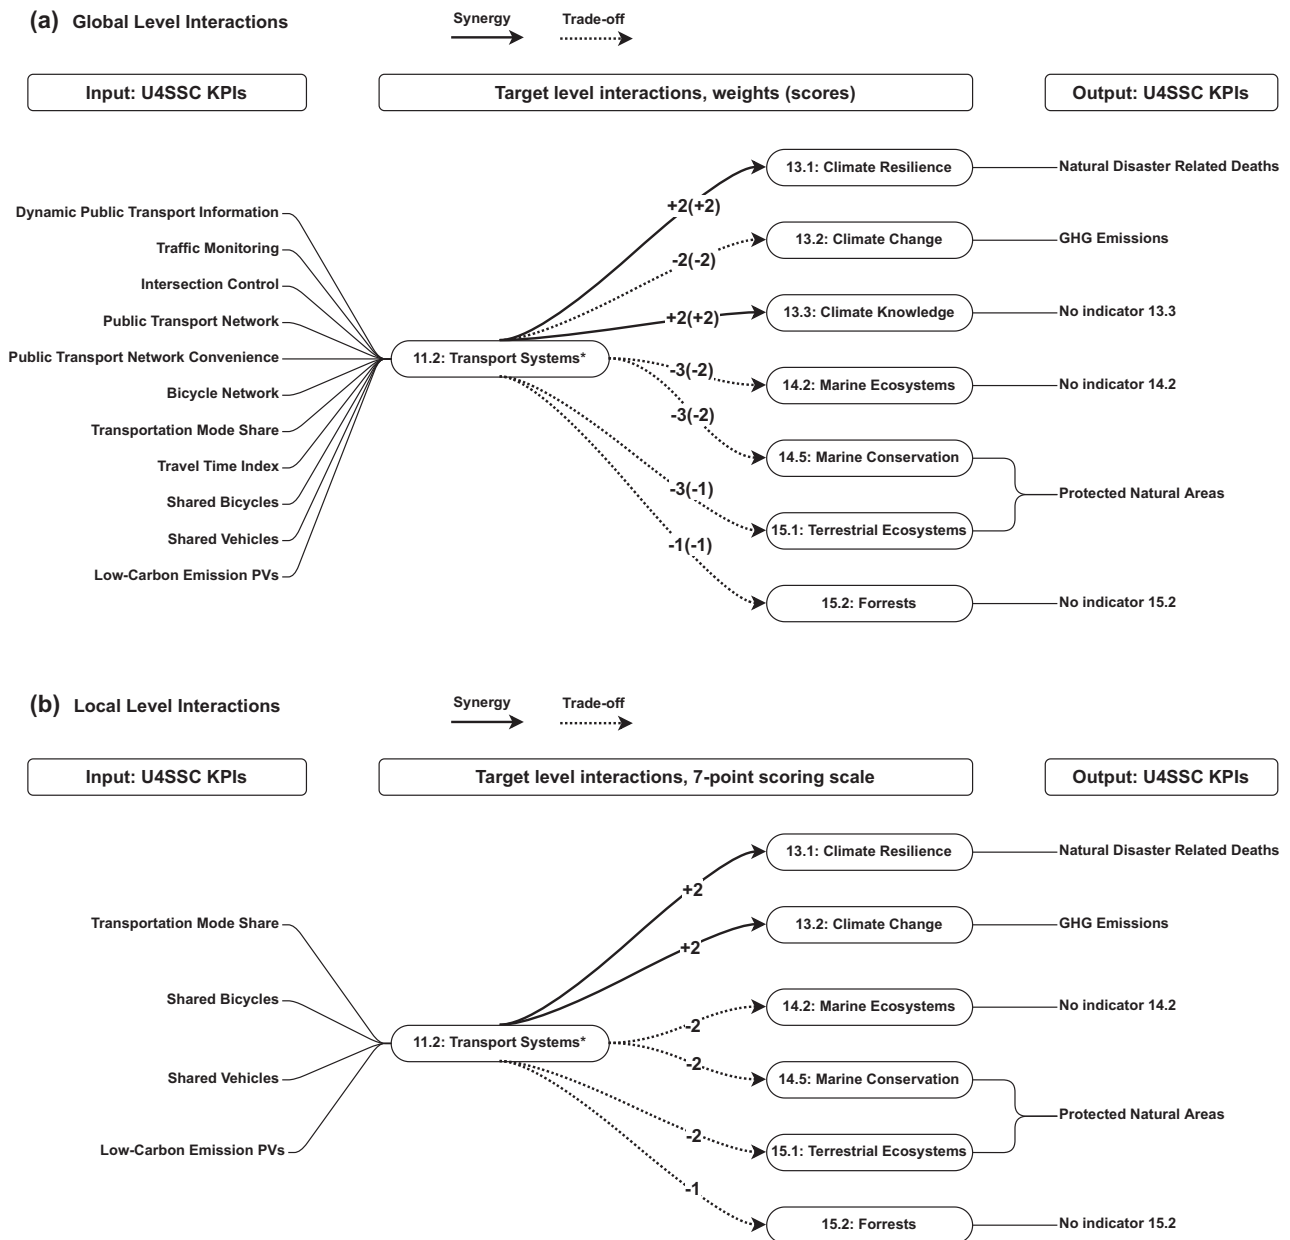 (a) Global Level Interactions
Synergy
Trade-off
Input: U4SSC KPIs
Target level interactions, weights (scores)
Output: U4SSC KPIs
Dynamic Public Transport Information
Traffic Monitoring
Intersection Control
Public Transport Network
Public Transport Network Convenience
Bicycle Network
Transportation Mode Share
Travel Time Index
Shared Bicycles
Shared Vehicles
Low-Carbon Emission PVs
11.2: Transport Systems*
+2(+2)
-2(-2)
+2(+2)
-3(-2)
-3(-2)
-3(-1)
-1(-1)
13.1: Climate Resilience
13.2: Climate Change
13.3: Climate Knowledge
14.2: Marine Ecosystems
14.5: Marine Conservation
15.1: Terrestrial Ecosystems
15.2: Forrests
Natural Disaster Related Deaths
GHG Emissions
No indicator 13.3
No indicator 14.2
Protected Natural Areas
No indicator 15.2
(b) Local Level Interactions
Synergy
Trade-off
Input: U4SSC KPIs
Target level interactions, 7-point scoring scale
Output: U4SSC KPIs
Transportation Mode Share
Shared Bicycles
Shared Vehicles
Low-Carbon Emission PVs
11.2: Transport Systems*
+2
+2
-2
-2
-2
-1
13.1: Climate Resilience
13.2: Climate Change
14.2: Marine Ecosystems
14.5: Marine Conservation
15.1: Terrestrial Ecosystems
15.2: Forrests
Natural Disaster Related Deaths
GHG Emissions
No indicator 14.2
Protected Natural Areas
No indicator 15.2